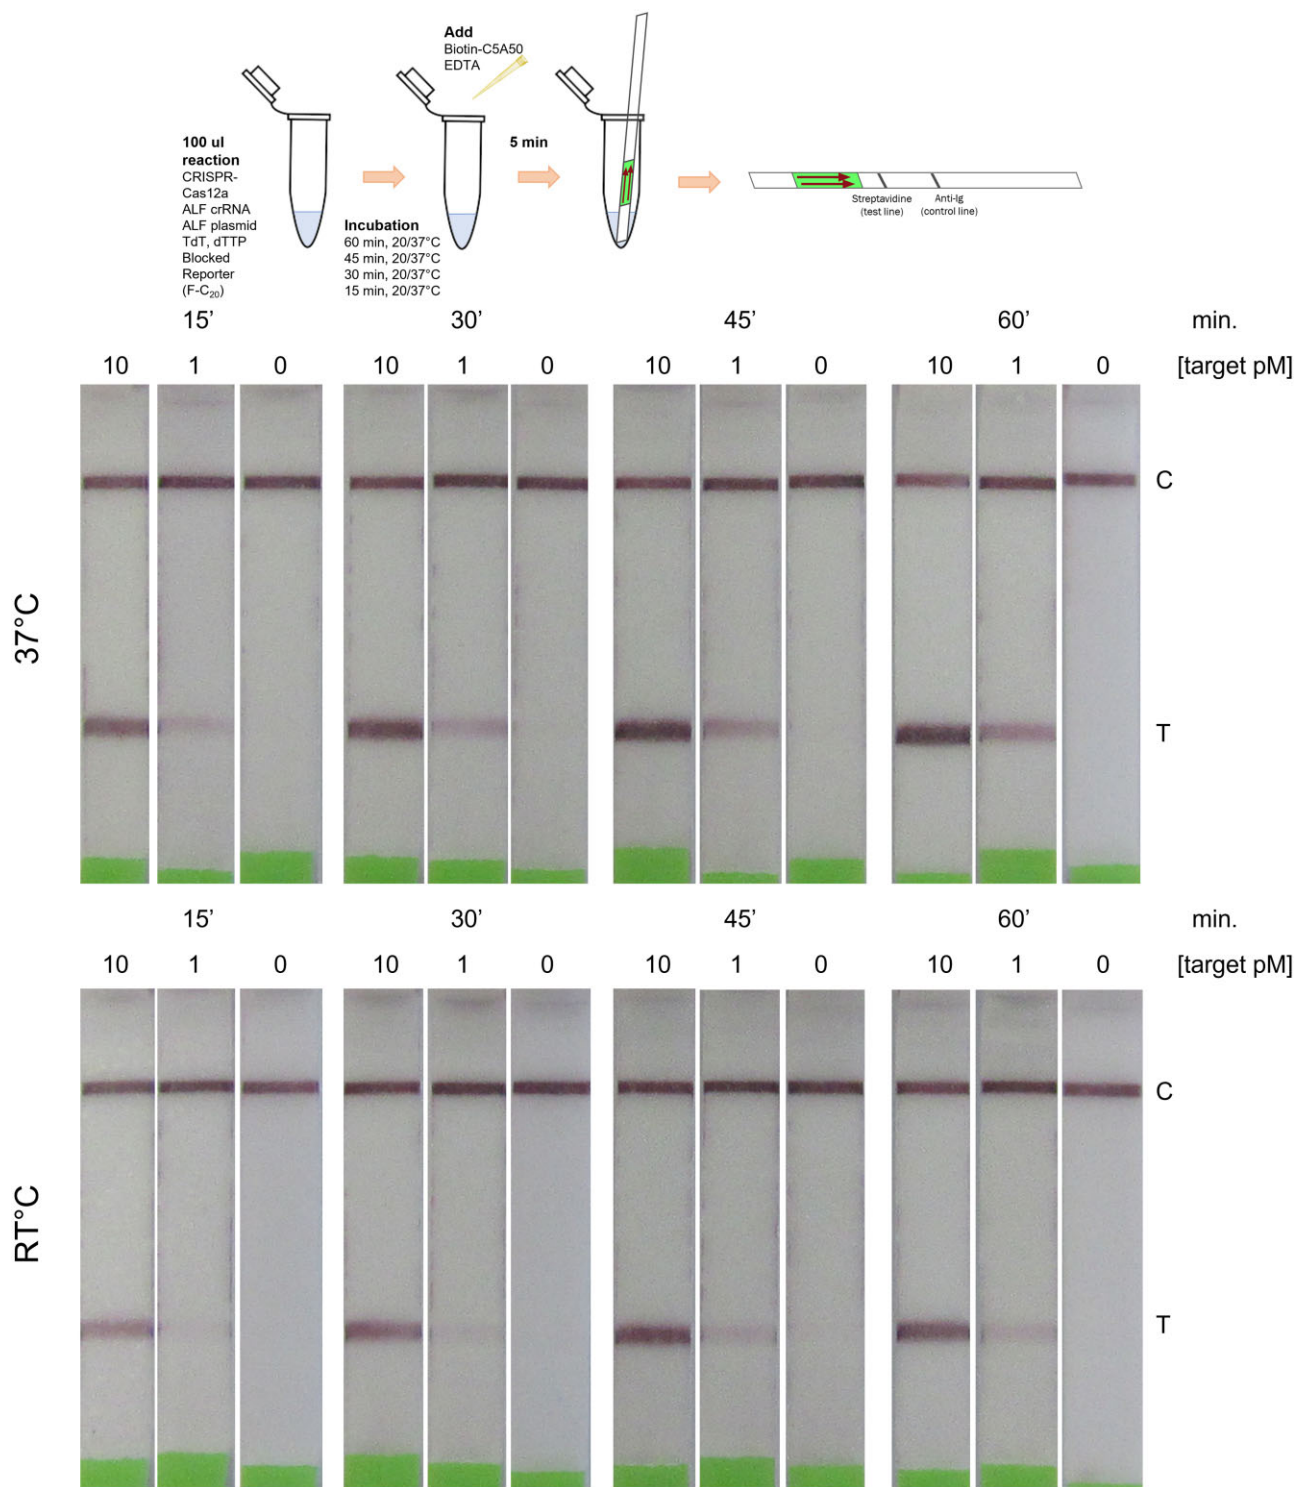 Add
Biotin-C5A50
EDTA
100 ul
reaction
CRISPR-
Cas12a
ALF crRNA
ALF plasmid
TdT, dTTP
Blocked
Reporter
(F-C₂₀)
Incubation
60 min, 20/37°C
45 min, 20/37°C
30 min, 20/37°C
15 min, 20/37°C
5 min
Streptavidine
(test line)
Anti-Ig
(control line)
15’ 30’ 45’ 60’ min.
10 1 0 10 1 0 10 1 0 10 1 0 [target pM]
37°C
C
T
15’ 30’ 45’ 60’ min.
10 1 0 10 1 0 10 1 0 10 1 0 [target pM]
RT°C
C
T